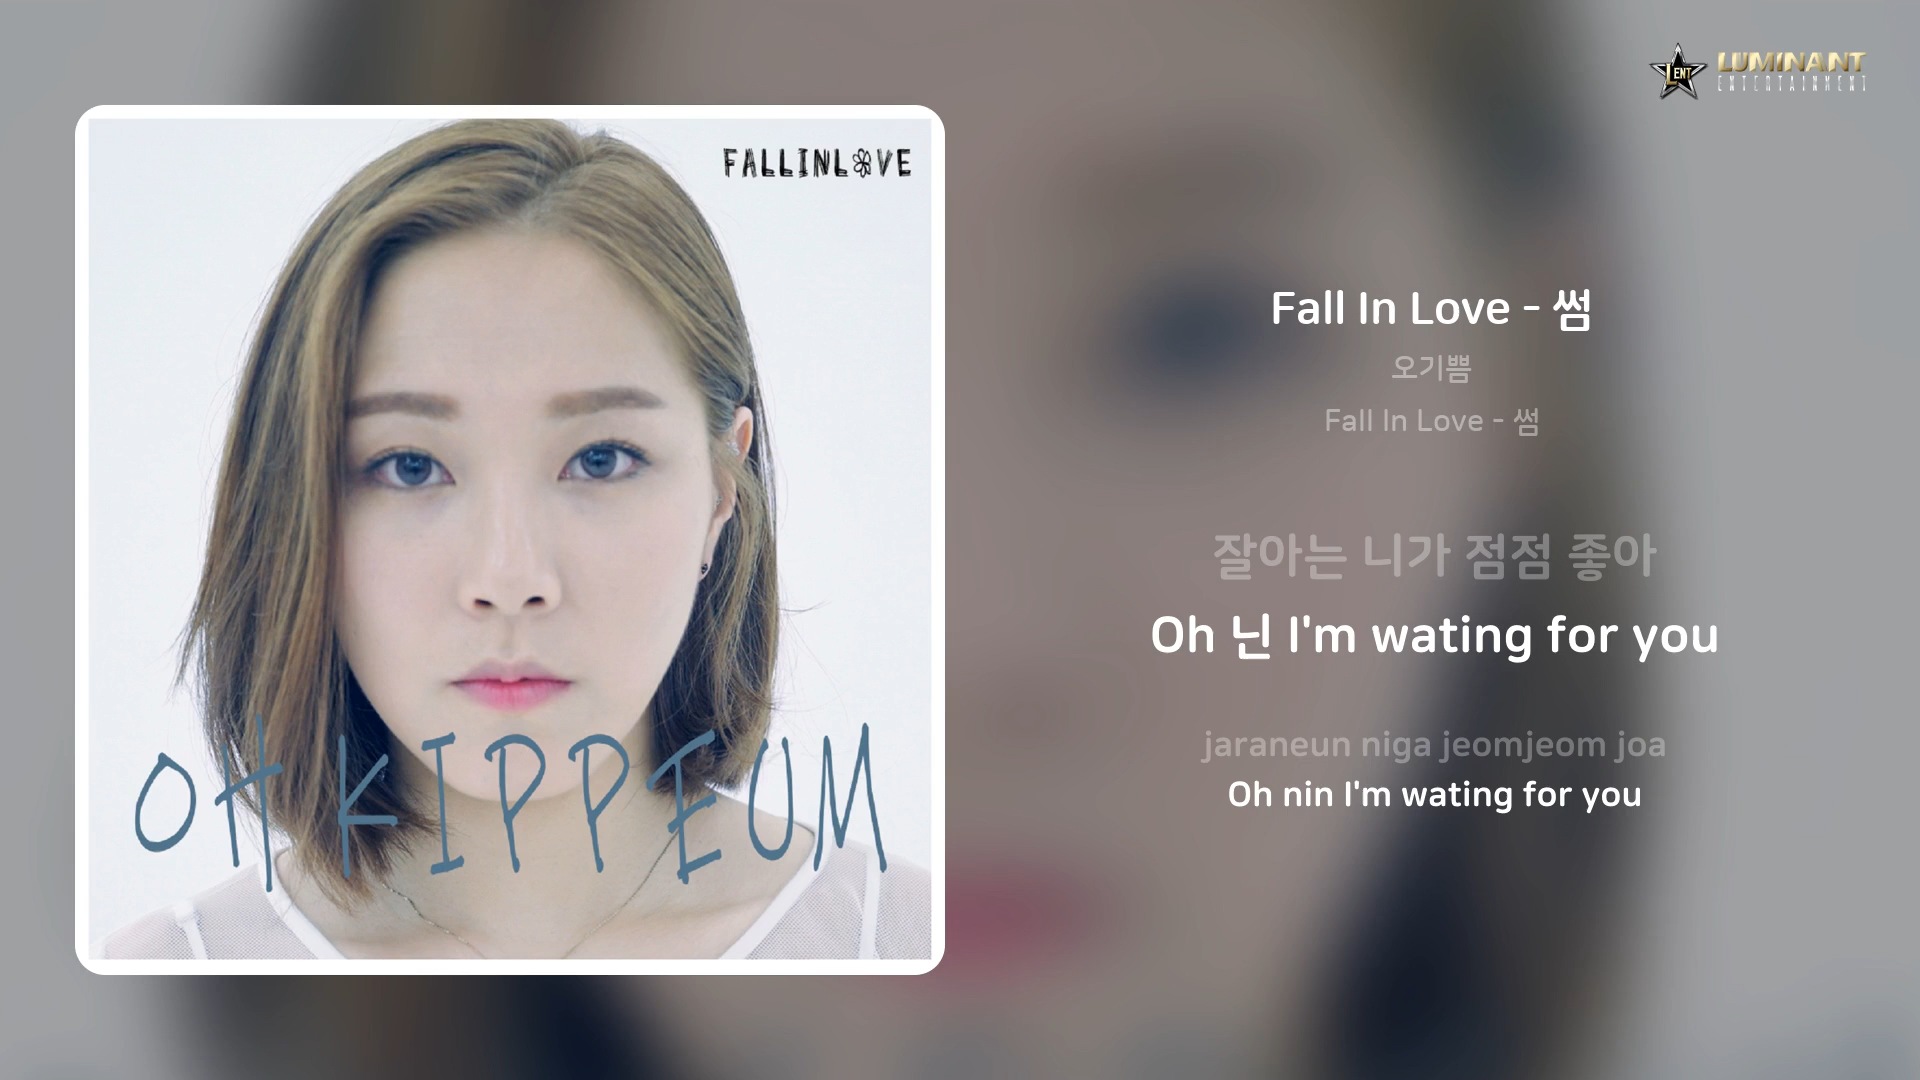 FALLINLOVE
OH KIPPEUM
LENT
LUMINANT
ENTERTAINMENT
Fall In Love - 썸
오기쁨
Fall In Love - 썸
잘아는 니가 점점 좋아
Oh 닌 I'm wating for you
jaraneun niga jeomjeom joa
Oh nin I'm wating for you